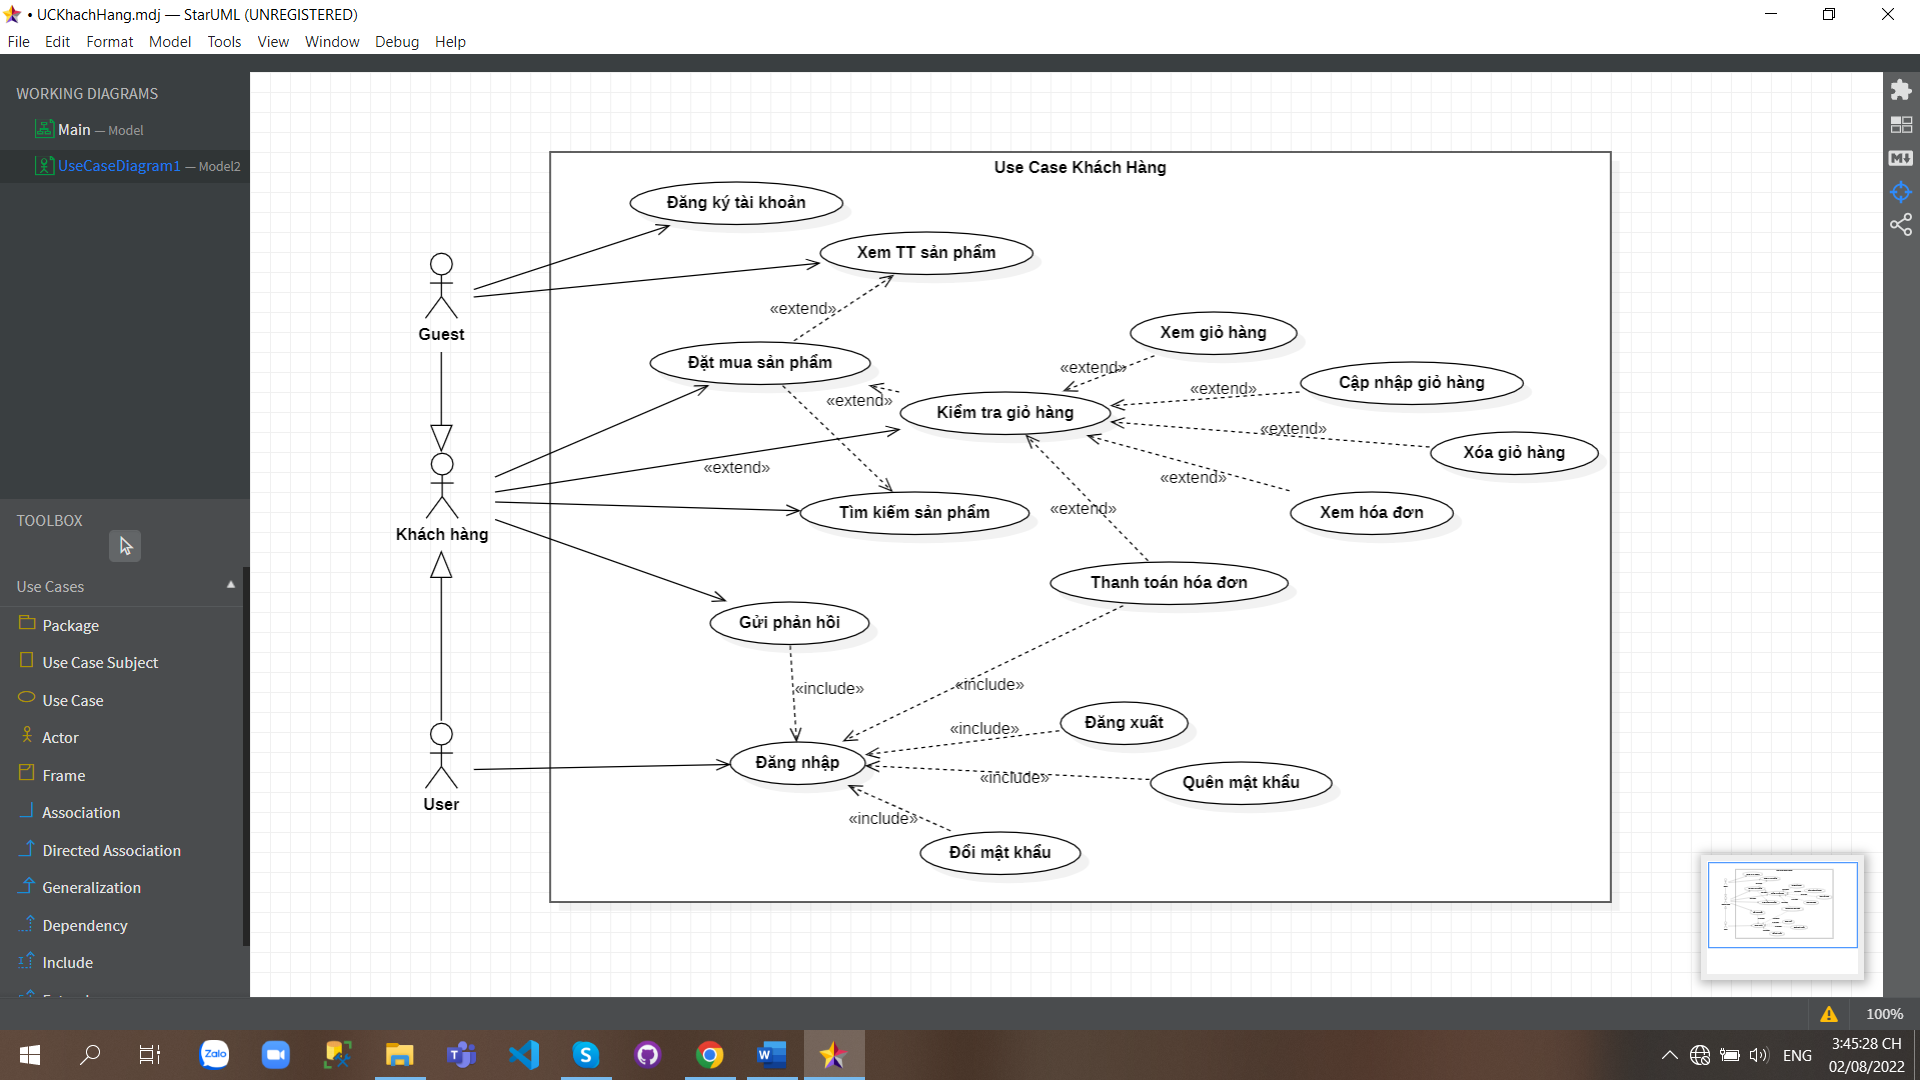 • UCKhachHang.mdj — StarUML (UNREGISTERED)
File Edit Format Model Tools View Window Debug Help
WORKING DIAGRAMS
Main — Model
UseCaseDiagram1 — Model2
TOOLBOX
Use Cases
Package
Use Case Subject
Use Case
Actor
Frame
Association
Directed Association
Generalization
Dependency
Include
Use Case Khách Hàng
Đăng ký tài khoản
Xem TT sản phẩm
Guest
«extend»
Đặt mua sản phẩm
Xem giỏ hàng
«extend»
Cập nhập giỏ hàng
«extend»
«extend»
Kiểm tra giỏ hàng
«extend»
Xóa giỏ hàng
«extend»
«extend»
Xem hóa đơn
Tìm kiếm sản phẩm
«extend»
Khách hàng
Thanh toán hóa đơn
Gửi phản hồi
«include»
«include»
Đăng xuất
«include»
Đăng nhập
«include»
Quên mật khẩu
User
«include»
Đổi mật khẩu
100%
Zalo
ENG
3:45:28 CH
02/08/2022